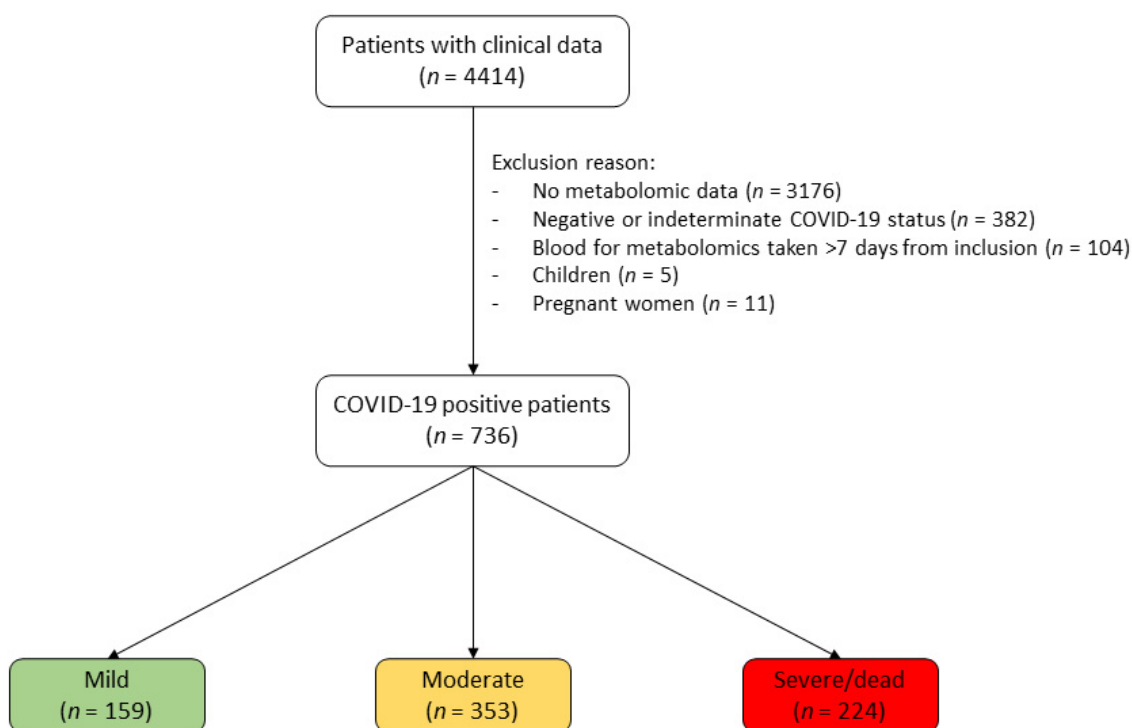 Patients with clinical data
(n = 4414)
Exclusion reason:
- No metabolomic data (n = 3176)
- Negative or indeterminate COVID-19 status (n = 382)
- Blood for metabolomics taken >7 days from inclusion (n = 104)
- Children (n = 5)
- Pregnant women (n = 11)
COVID-19 positive patients
(n = 736)
Mild
(n = 159)
Moderate
(n = 353)
Severe/dead
(n = 224)